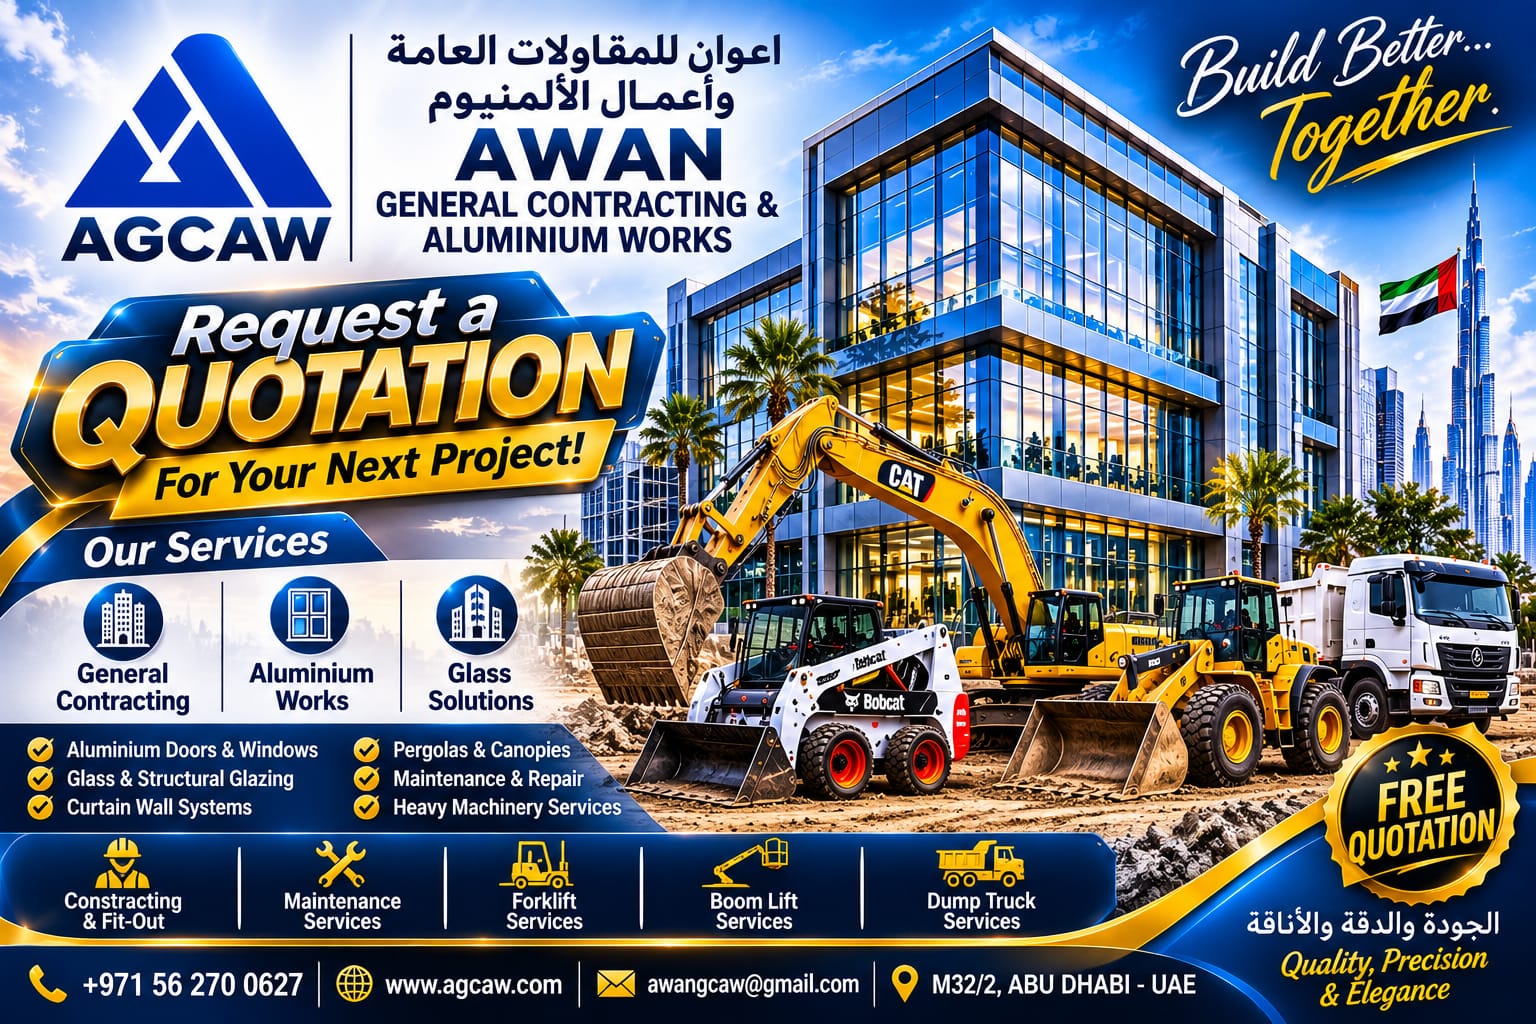 AGCAW
اعوان للمقاولات العامة
وأعمال الألمنيوم
AWAN
GENERAL CONTRACTING &
ALUMINIUM WORKS
Build Better...
Together.
Request a
QUOTATION
For Your Next Project!
Our Services
General
Contracting
Aluminium
Works
Glass
Solutions
Aluminium Doors & Windows
Glass & Structural Glazing
Curtain Wall Systems
Pergolas & Canopies
Maintenance & Repair
Heavy Machinery Services
CAT
Bobcat
Bobcat
FREE
QUOTATION
Constracting
& Fit-Out
Maintenance
Services
Forklift
Services
Boom Lift
Services
Dump Truck
Services
الجودة والدقة والأناقة
Quality, Precision
& Elegance
+971 56 270 0627
www.agcaw.com
awangcaw@gmail.com
M32/2, ABU DHABI - UAE